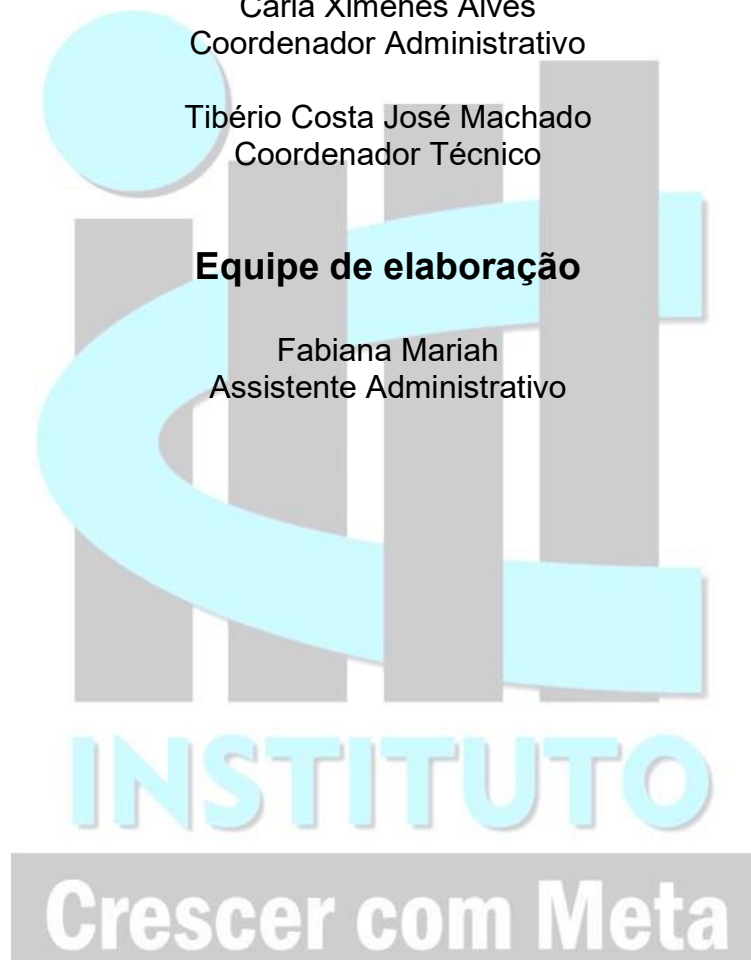 Carla Ximenes Alves
Coordenador Administrativo
Tibério Costa José Machado
Coordenador Técnico
Equipe de elaboração
Fabiana Mariah
Assistente Administrativo
INSTITUTO
Crescer com Meta